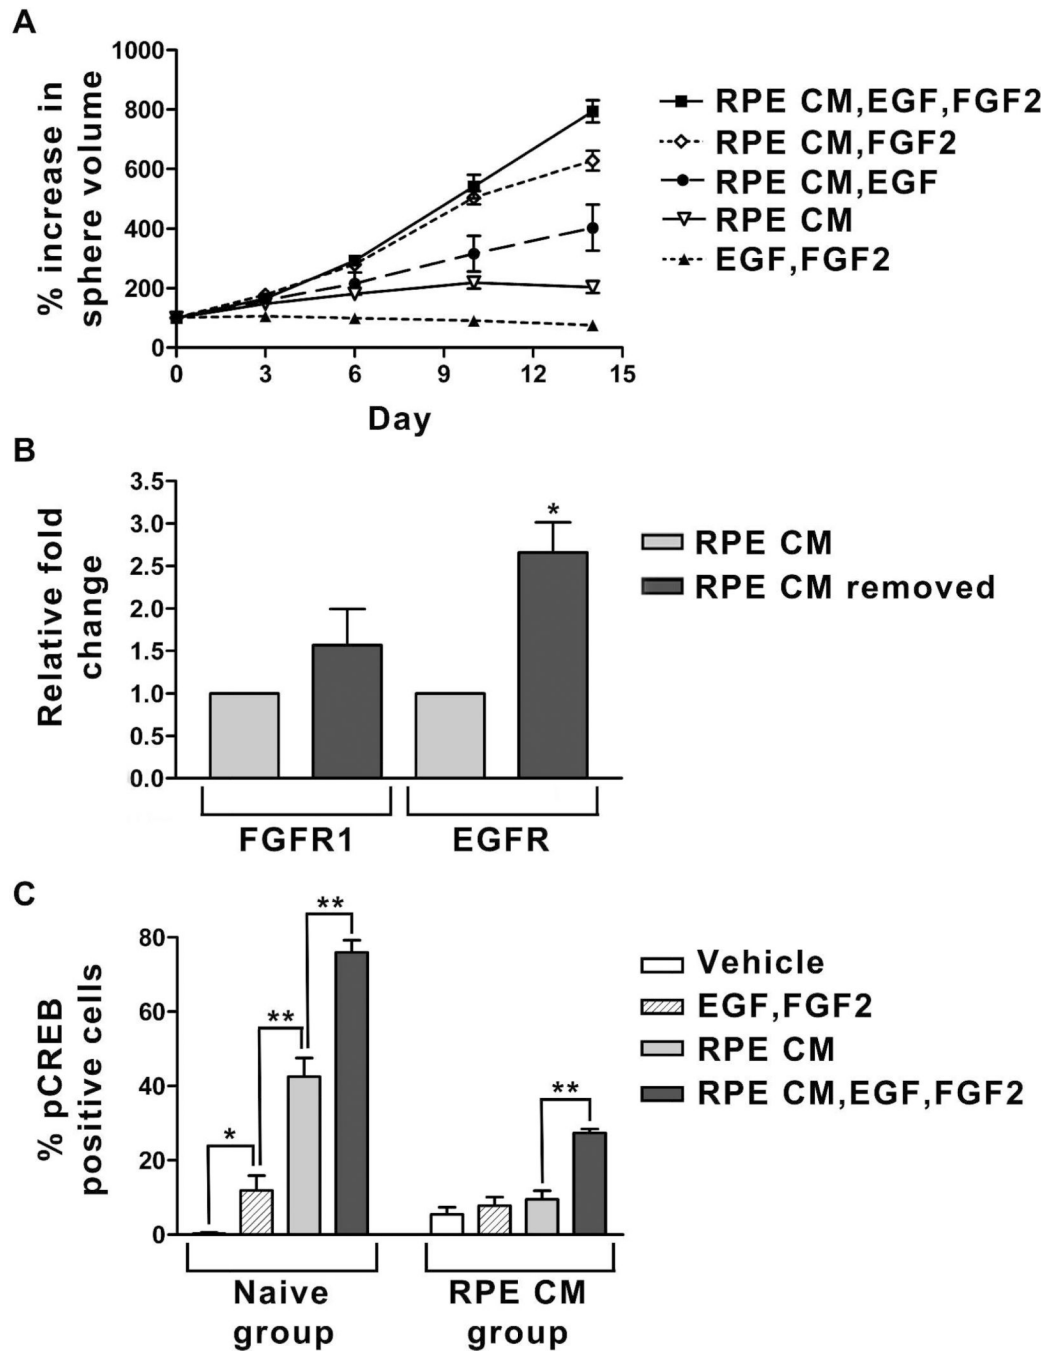 A
% increase in
sphere volume
1000
800
600
400
200
0
0 3 6 9 12 15
Day
RPE CM,EGF,FGF2
RPE CM,FGF2
RPE CM,EGF
RPE CM
EGF,FGF2
B
Relative fold
change
3.5
3.0
2.5
2.0
1.5
1.0
0.5
0.0
*
FGFR1 EGFR
RPE CM
RPE CM removed
C
% pCREB
positive cells
80
60
40
20
0
*
**
**
**
Naive
group
RPE CM
group
Vehicle
EGF,FGF2
RPE CM
RPE CM,EGF,FGF2